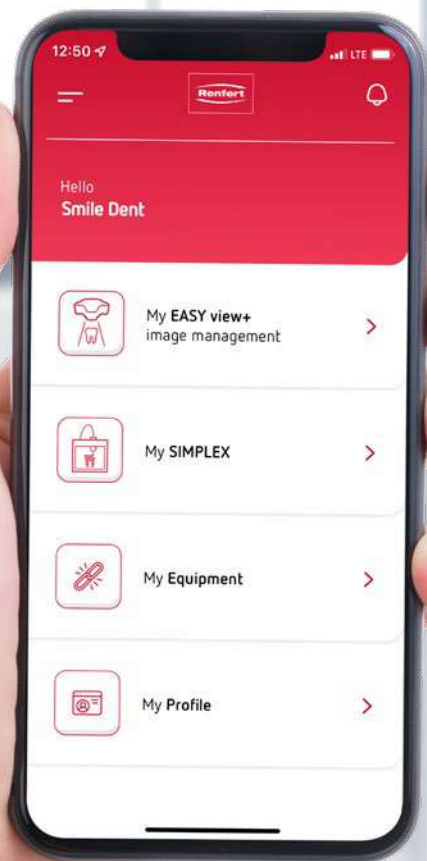 12:50
LTE
Renfert
Hello
Smile Dent
My EASY view+
image management
My SIMPLEX
My Equipment
My Profile